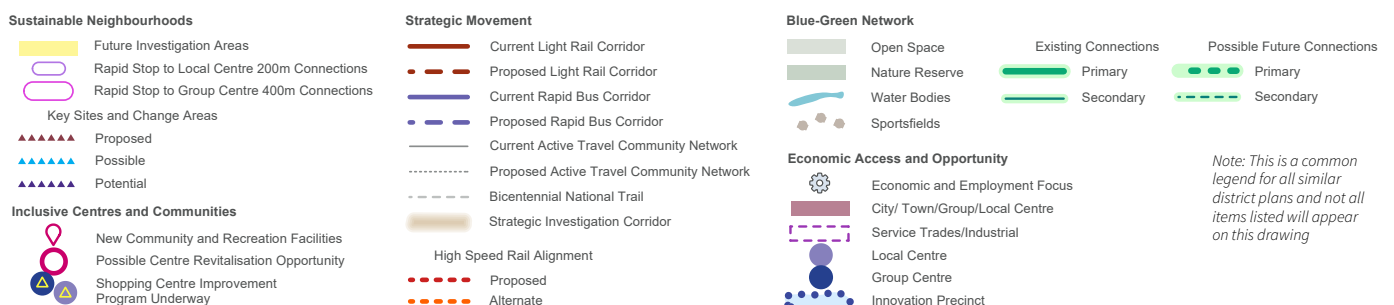 Sustainable Neighbourhoods
Future Investigation Areas
Rapid Stop to Local Centre 200m Connections
Rapid Stop to Group Centre 400m Connections
Key Sites and Change Areas
Proposed
Possible
Potential
Inclusive Centres and Communities
New Community and Recreation Facilities
Possible Centre Revitalisation Opportunity
Shopping Centre Improvement
Program Underway
Strategic Movement
Current Light Rail Corridor
Proposed Light Rail Corridor
Current Rapid Bus Corridor
Proposed Rapid Bus Corridor
Current Active Travel Community Network
Proposed Active Travel Community Network
Bicentennial National Trail
Strategic Investigation Corridor
High Speed Rail Alignment
Proposed
Alternate
Blue-Green Network
Open Space
Nature Reserve
Water Bodies
Sportsfields
Existing Connections
Primary
Secondary
Possible Future Connections
Primary
Secondary
Economic Access and Opportunity
Economic and Employment Focus
City/ Town/Group/Local Centre
Service Trades/Industrial
Local Centre
Group Centre
Innovation Precinct
Note: This is a common
legend for all similar
district plans and not all
items listed will appear
on this drawing